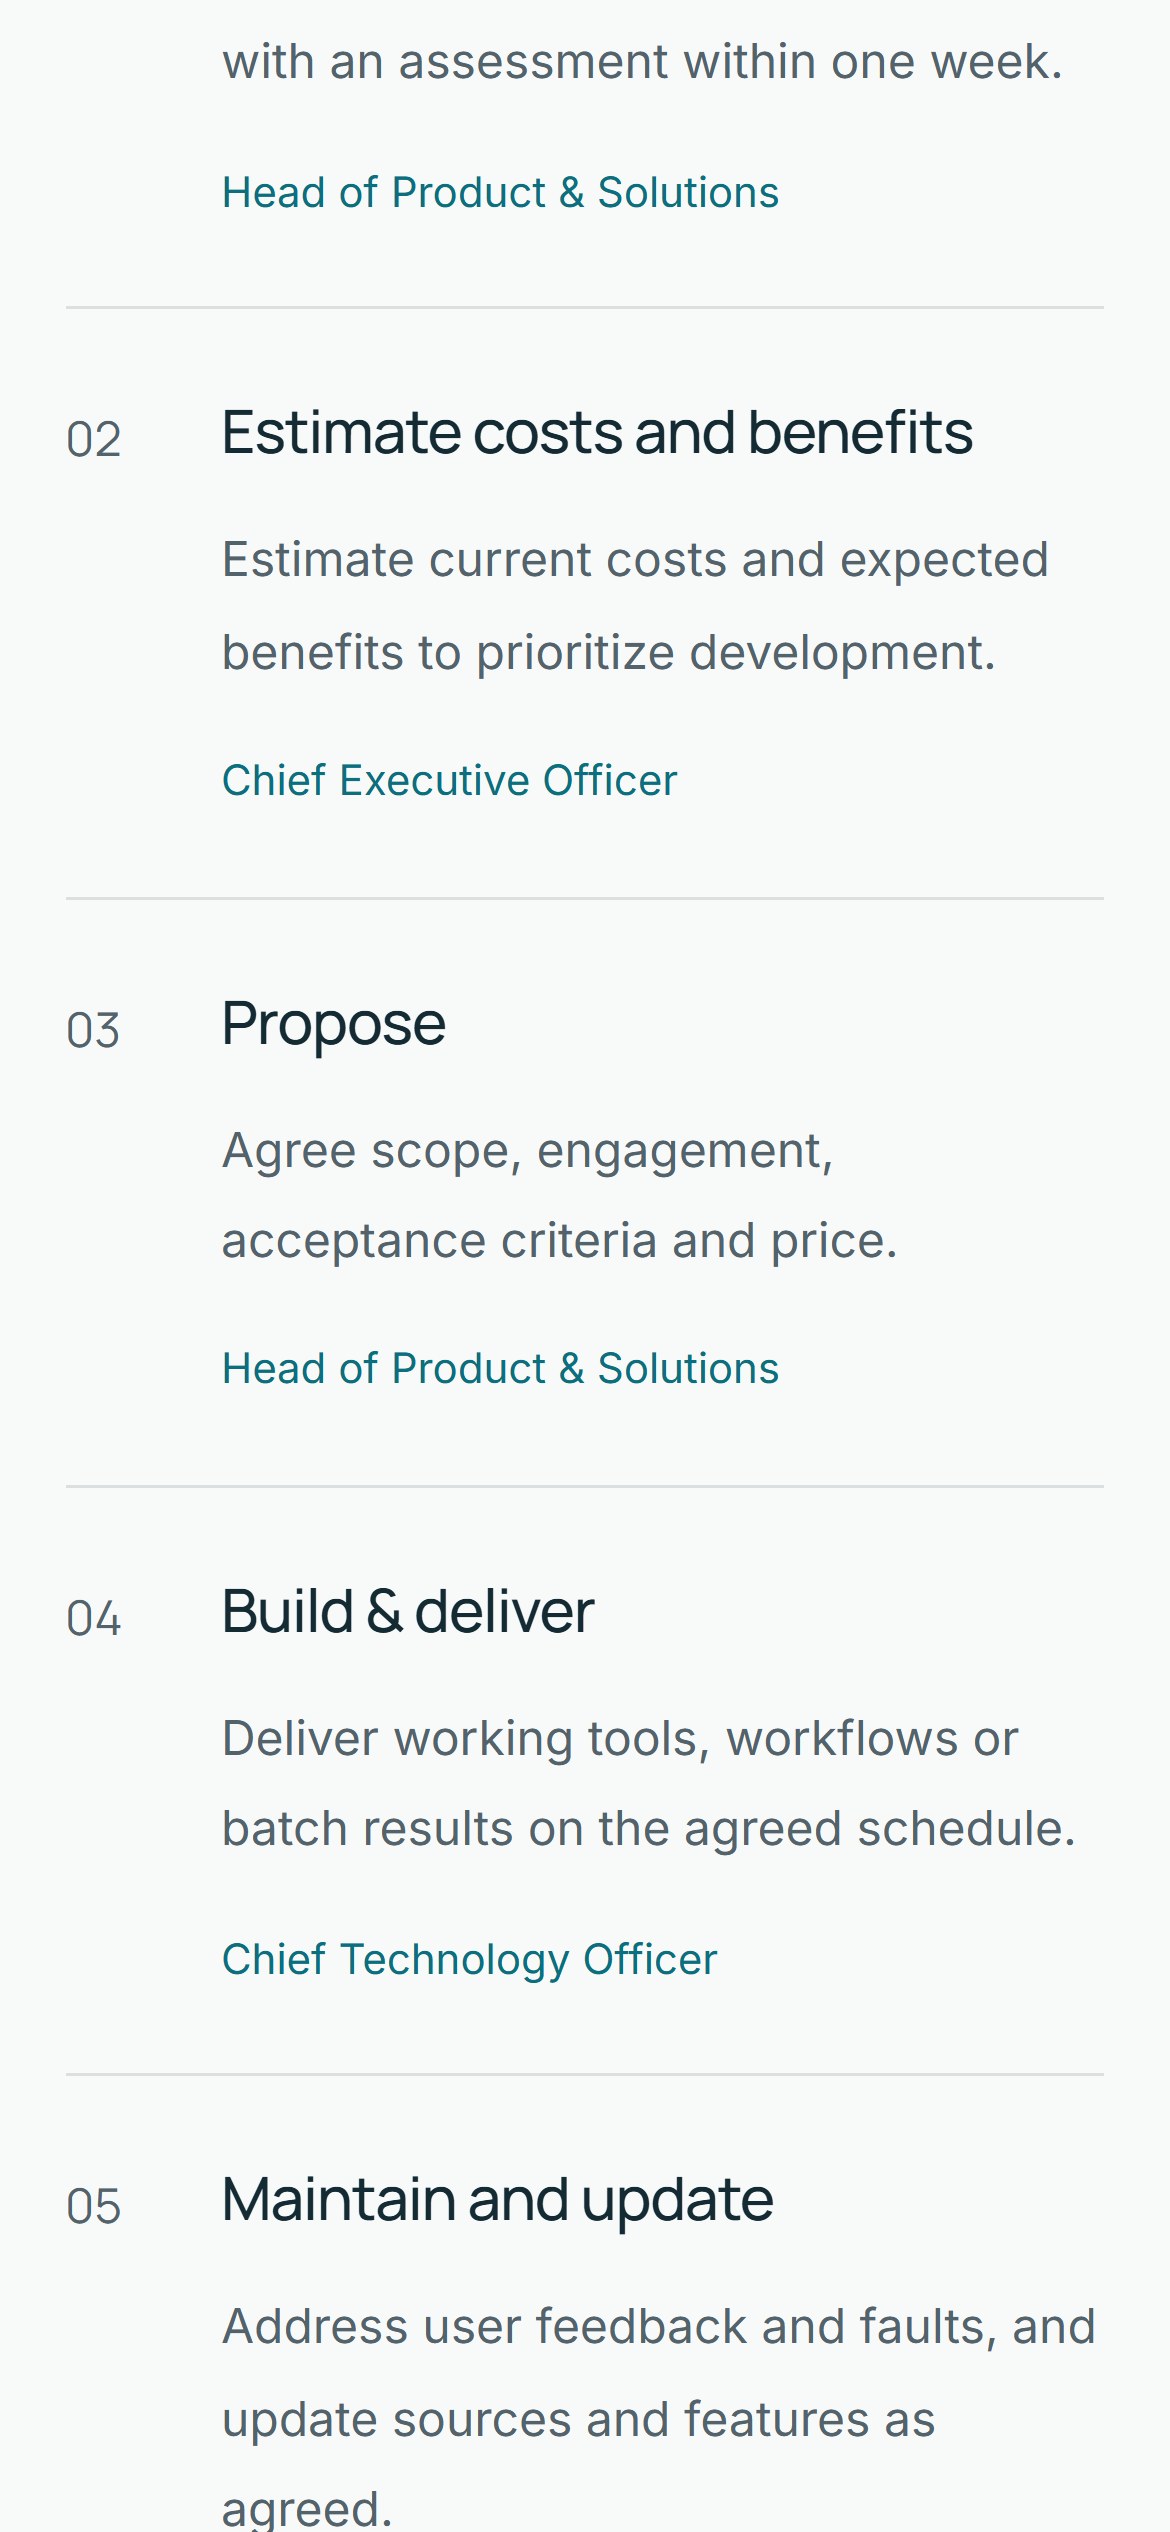 with an assessment within one week.
Head of Product & Solutions
02
Estimate costs and benefits
Estimate current costs and expected
benefits to prioritize development.
Chief Executive Officer
03
Propose
Agree scope, engagement,
acceptance criteria and price.
Head of Product & Solutions
04
Build & deliver
Deliver working tools, workflows or
batch results on the agreed schedule.
Chief Technology Officer
05
Maintain and update
Address user feedback and faults, and
update sources and features as
agreed.